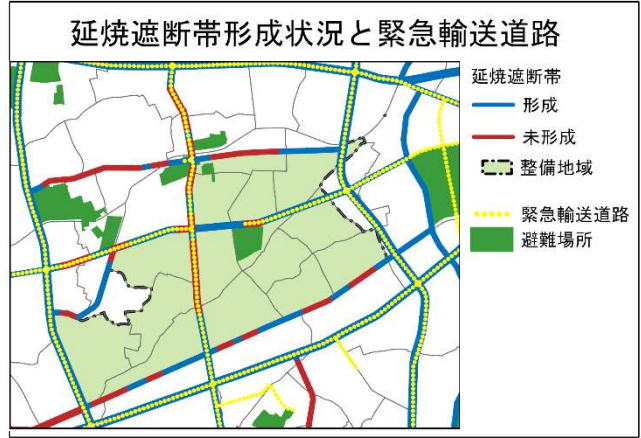 延焼遮断帯形成状況と緊急輸送道路
延焼遮断帯
形成
未形成
整備地域
緊急輸送道路
避難場所